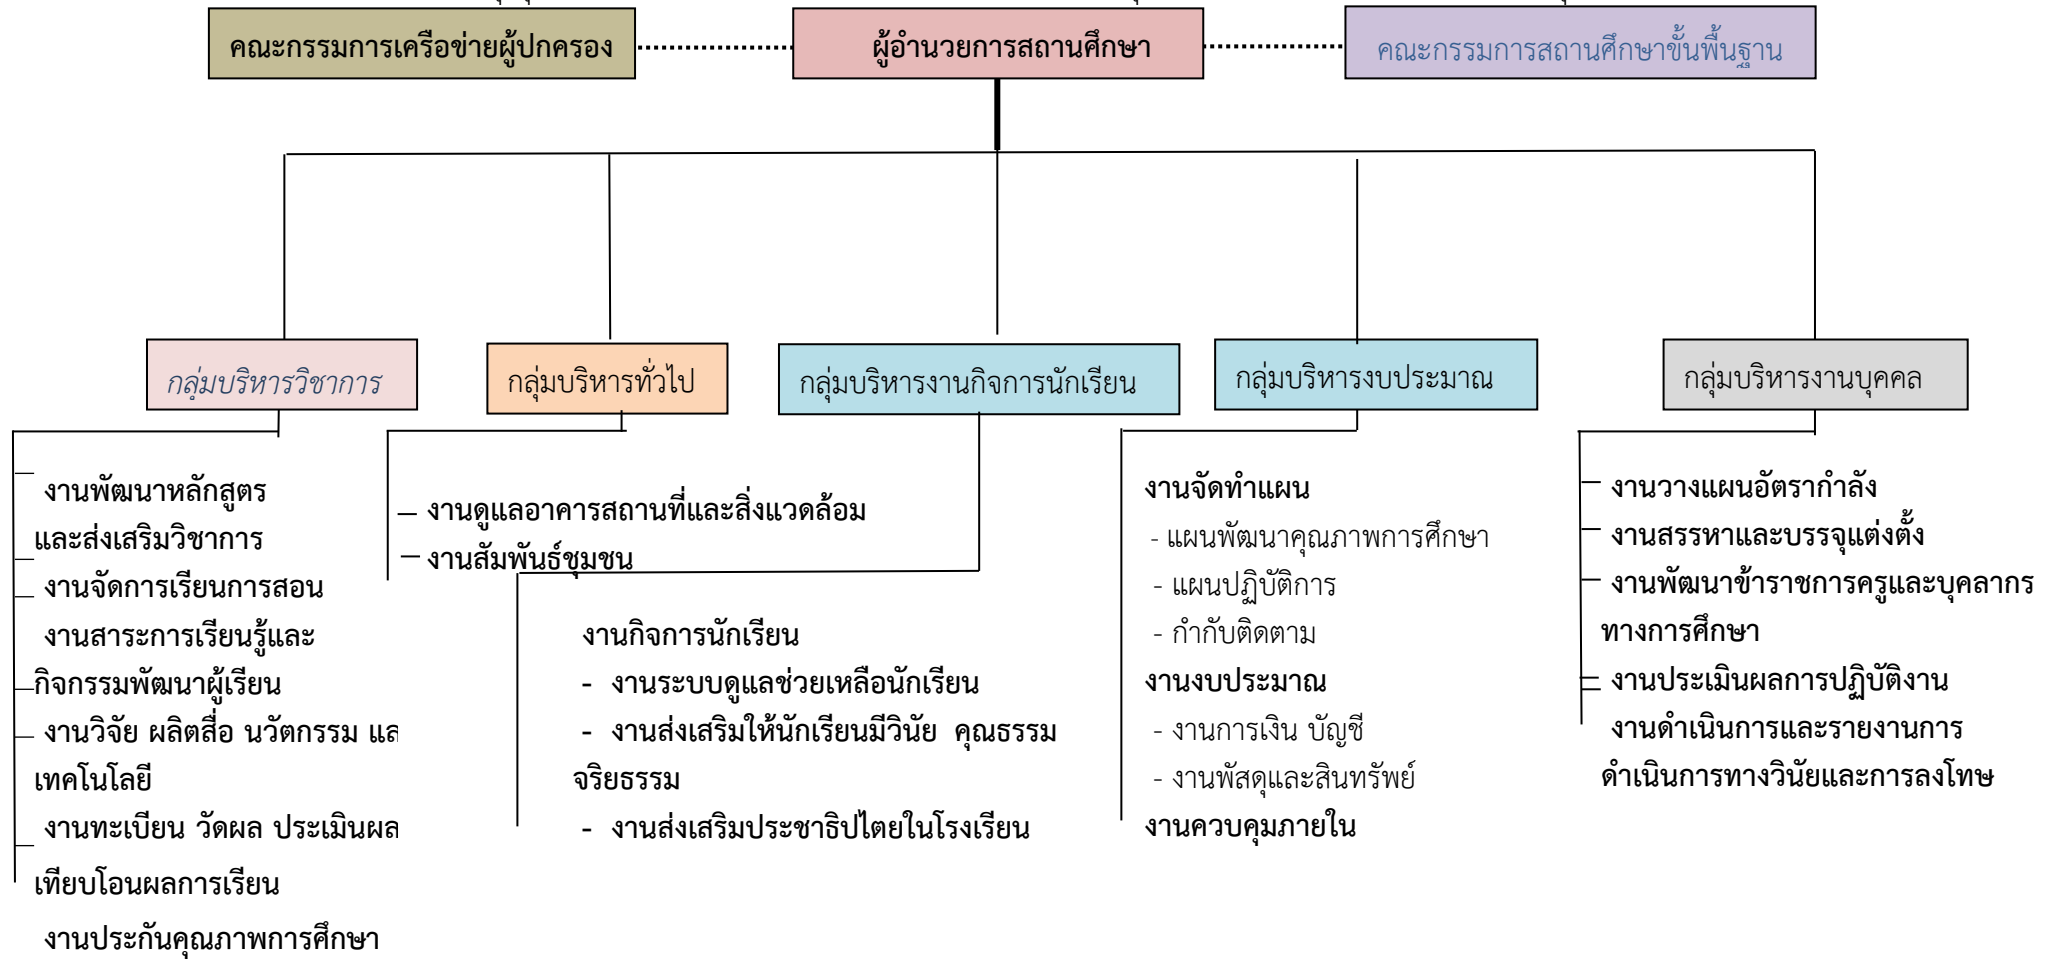 คณะกรรมการเครือข่ายผู้ปกครอง
ผู้อำนวยการสถานศึกษา
คณะกรรมการสถานศึกษาขั้นพื้นฐาน
กลุ่มบริหารวิชาการ
กลุ่มบริหารทั่วไป
กลุ่มบริหารงานกิจการนักเรียน
กลุ่มบริหารงบประมาณ
กลุ่มบริหารงานบุคคล
งานพัฒนาหลักสูตร
และส่งเสริมวิชาการ
งานจัดการเรียนการสอน
งานสาระการเรียนรู้และ
กิจกรรมพัฒนาผู้เรียน
งานวิจัย ผลิตสื่อ นวัตกรรม
เทคโนโลยี
งานทะเบียน วัดผล ประเมินผล
เทียบโอนผลการเรียน
งานประกันคุณภาพการศึกษา
งานดูแลอาคารสถานที่และสิ่งแวดล้อม
งานสัมพันธ์ชุมชน
งานกิจการนักเรียน
- งานระบบดูแลช่วยเหลือนักเรียน
- งานส่งเสริมให้นักเรียนมีวินัย คุณธรรม
จริยธรรม
- งานส่งเสริมประชาธิปไตยในโรงเรียน
งานจัดทำแผน
- แผนพัฒนาคุณภาพการศึกษา
- แผนปฏิบัติการ
- กำกับติดตาม
งานงบประมาณ
- งานการเงิน บัญชี
- งานพัสดุและสินทรัพย์
งานควบคุมภายใน
งานวางแผนอัตรากำลัง
งานสรรหาและบรรจุแต่งตั้ง
งานพัฒนาข้าราชการครูและบุคลากร
ทางการศึกษา
งานประเมินผลการปฏิบัติงาน
งานดำเนินการและรายงานการ
ดำเนินการทางวินัยและการลงโทษ